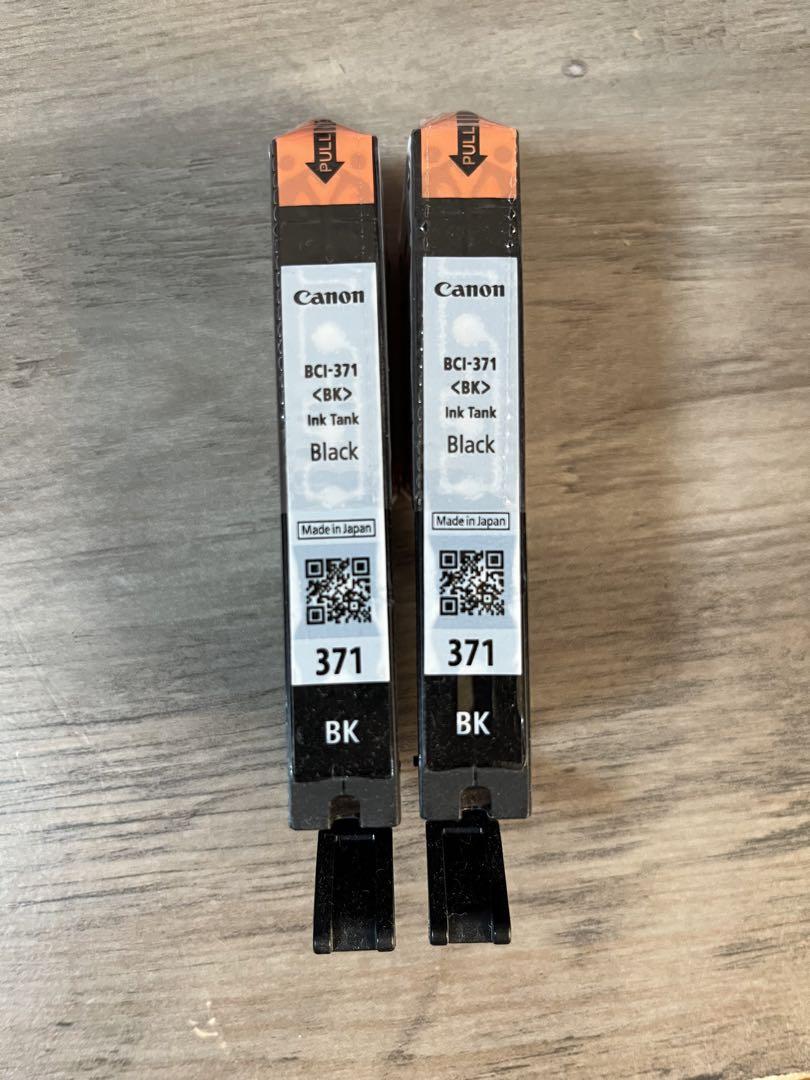 PULL
Canon
BCI-371
<BK>
Ink Tank
Black
Made in Japan
371
BK
PULL
Canon
BCI-371
<BK>
Ink Tank
Black
Made in Japan
371
BK